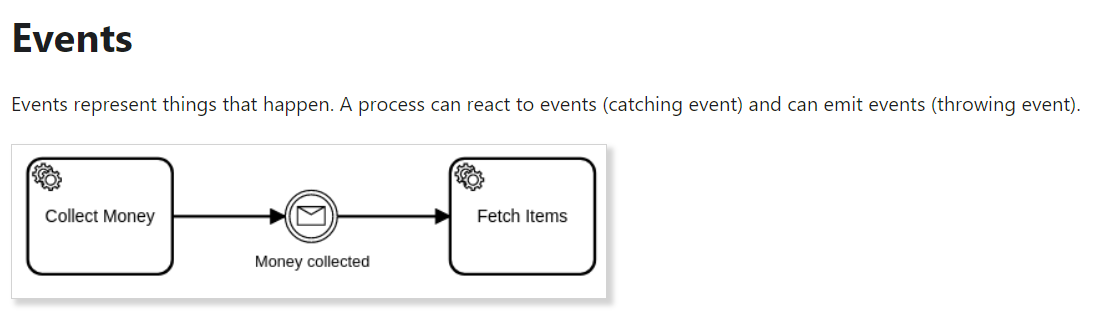 Events
Events represent things that happen. A process can react to events (catching event) and can emit events (throwing event).
Collect Money
Fetch Items
Money collected